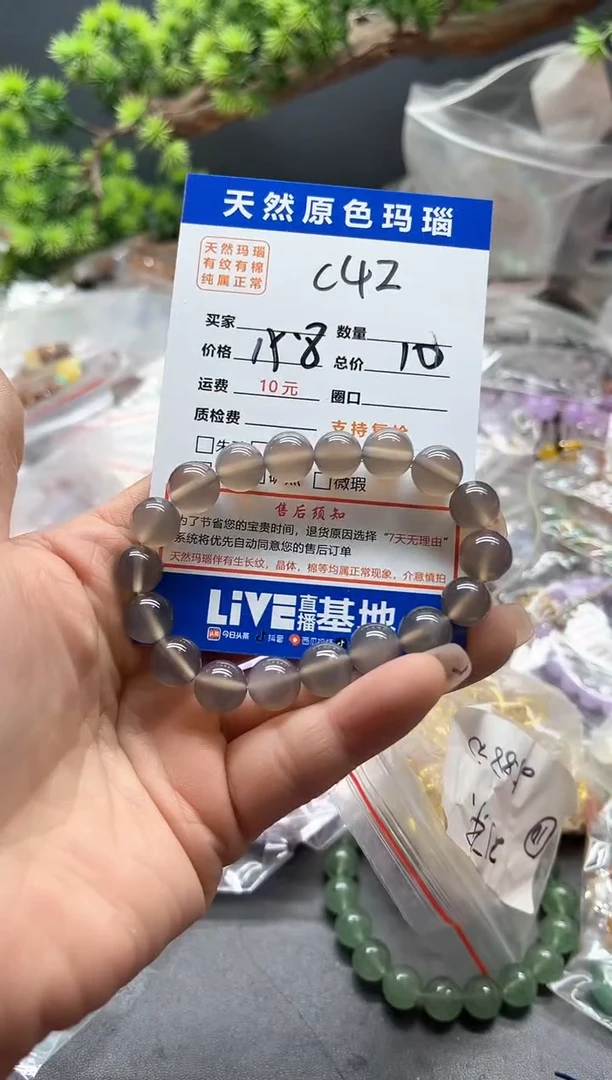 天然原色玛瑙
天然玛瑙
有纹有棉
纯属正常
C42
买家 数量
价格 总价 10
运费 10元 圈口
质检费 支持复检
微瑕
售后须知
为了节省您的宝贵时间，退货原因选择“7天无理由”
系统将优先自动同意您的售后订单
天然玛瑙伴有生长纹，晶体，棉等均属正常现象，介意慎拍
LiVE直播基地
头条 今日头条 抖音 西瓜视频